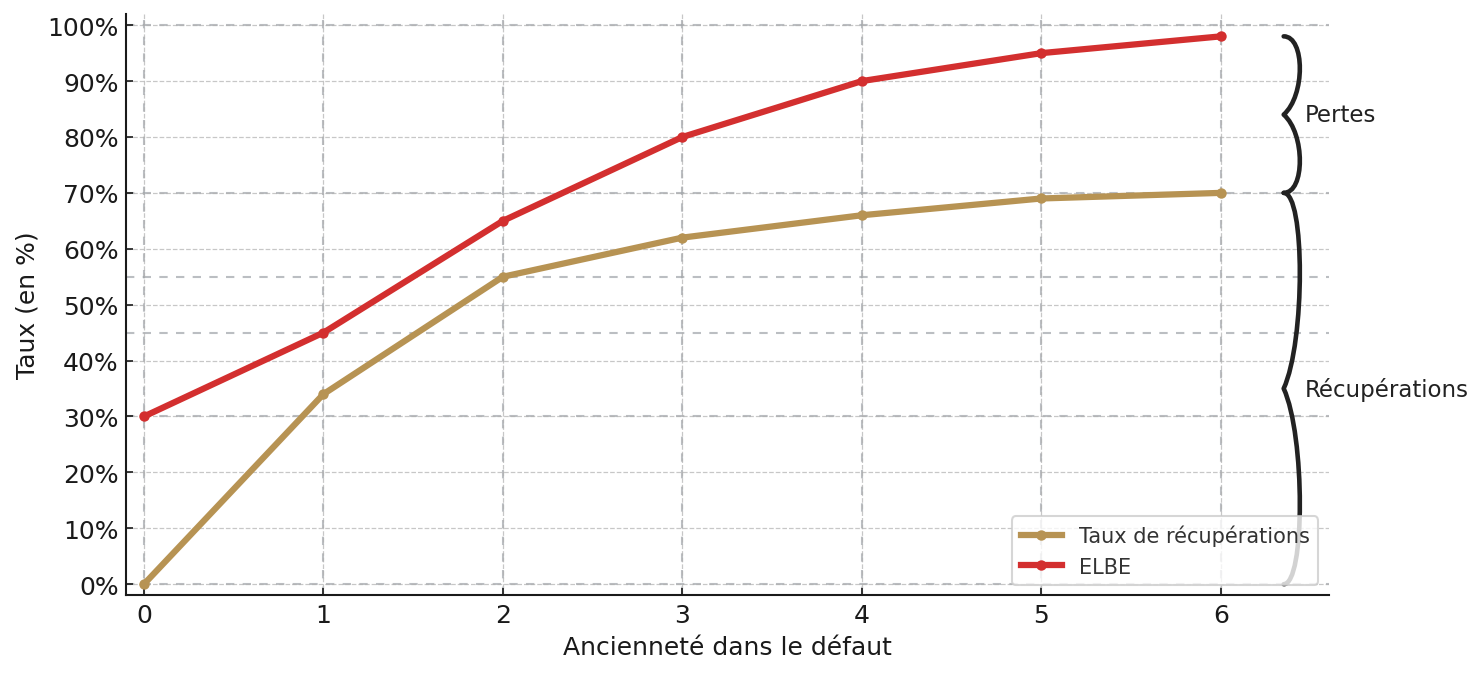 100%
90%
80%
70%
60%
50%
40%
30%
20%
10%
0%
Taux (en %)
0 1 2 3 4 5 6
Ancienneté dans le défaut
Pertes
Récupérations
Taux de récupérations
ELBE